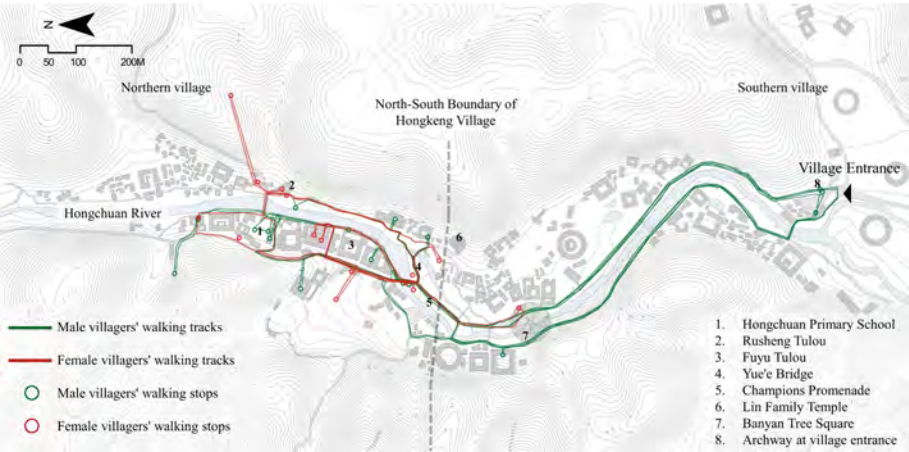 N
0 50 100 200M
Northern village
North-South Boundary of
Hongkeng Village
Southern village
Village Entrance
Hongchuan River
1
2
3
4
5
6
7
8
Male villagers' walking tracks
Female villagers' walking tracks
Male villagers' walking stops
Female villagers' walking stops
1. Hongchuan Primary School
2. Rusheng Tulou
3. Fuyu Tulou
4. Yue'e Bridge
5. Champions Promenade
6. Lin Family Temple
7. Banyan Tree Square
8. Archway at village entrance